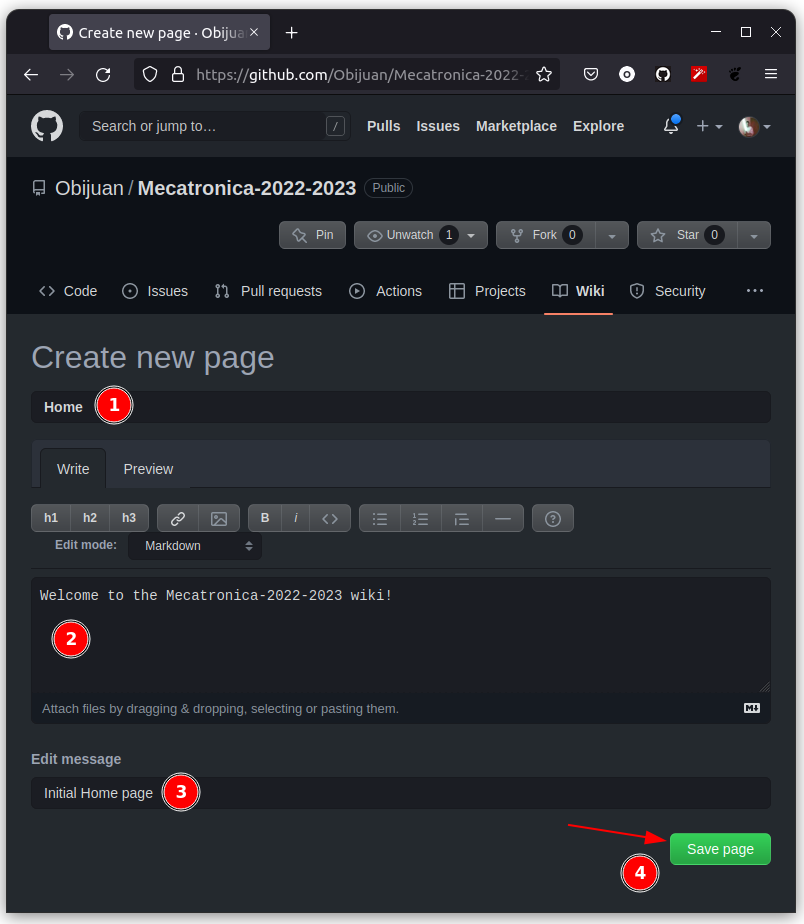 Create new page · Obijua
https://github.com/Obijuan/Mecatronica-2022-2
Search or jump to… /
Pulls Issues Marketplace Explore
Obijuan / Mecatronica-2022-2023 Public
Pin Unwatch 1 Fork 0 Star 0
Code Issues Pull requests Actions Projects Wiki Security
Create new page
Home 1
Write Preview
h1 h2 h3 B i
Edit mode: Markdown
Welcome to the Mecatronica-2022-2023 wiki!
2
Attach files by dragging & dropping, selecting or pasting them.
Edit message
Initial Home page 3
Save page
4